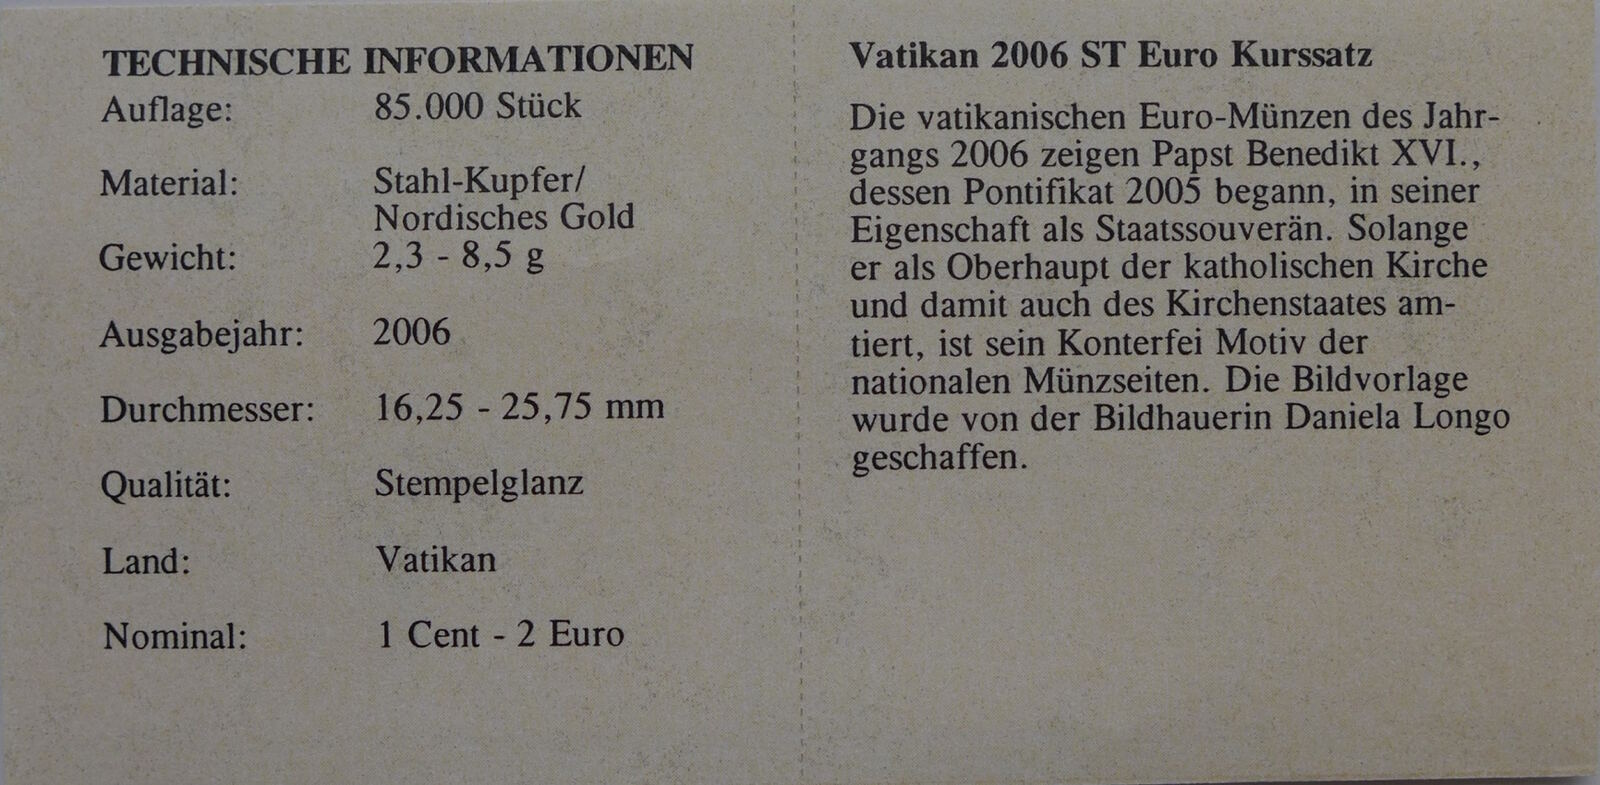 TECHNISCHE INFORMATIONEN
Auflage: 85.000 Stück
Material: Stahl-Kupfer/
Nordisches Gold
Gewicht: 2,3 - 8,5 g
Ausgabejahr: 2006
Durchmesser: 16,25 - 25,75 mm
Qualität: Stempelglanz
Land: Vatikan
Nominal: 1 Cent - 2 Euro
Vatikan 2006 ST Euro Kurssatz
Die vatikanischen Euro-Münzen des Jahr-
gangs 2006 zeigen Papst Benedikt XVI.,
dessen Pontifikat 2005 begann, in seiner
Eigenschaft als Staatssouverän. Solange
er als Oberhaupt der katholischen Kirche
und damit auch des Kirchenstaates am-
tiert, ist sein Konterfei Motiv der
nationalen Münzseiten. Die Bildvorlage
wurde von der Bildhauerin Daniela Longo
geschaffen.